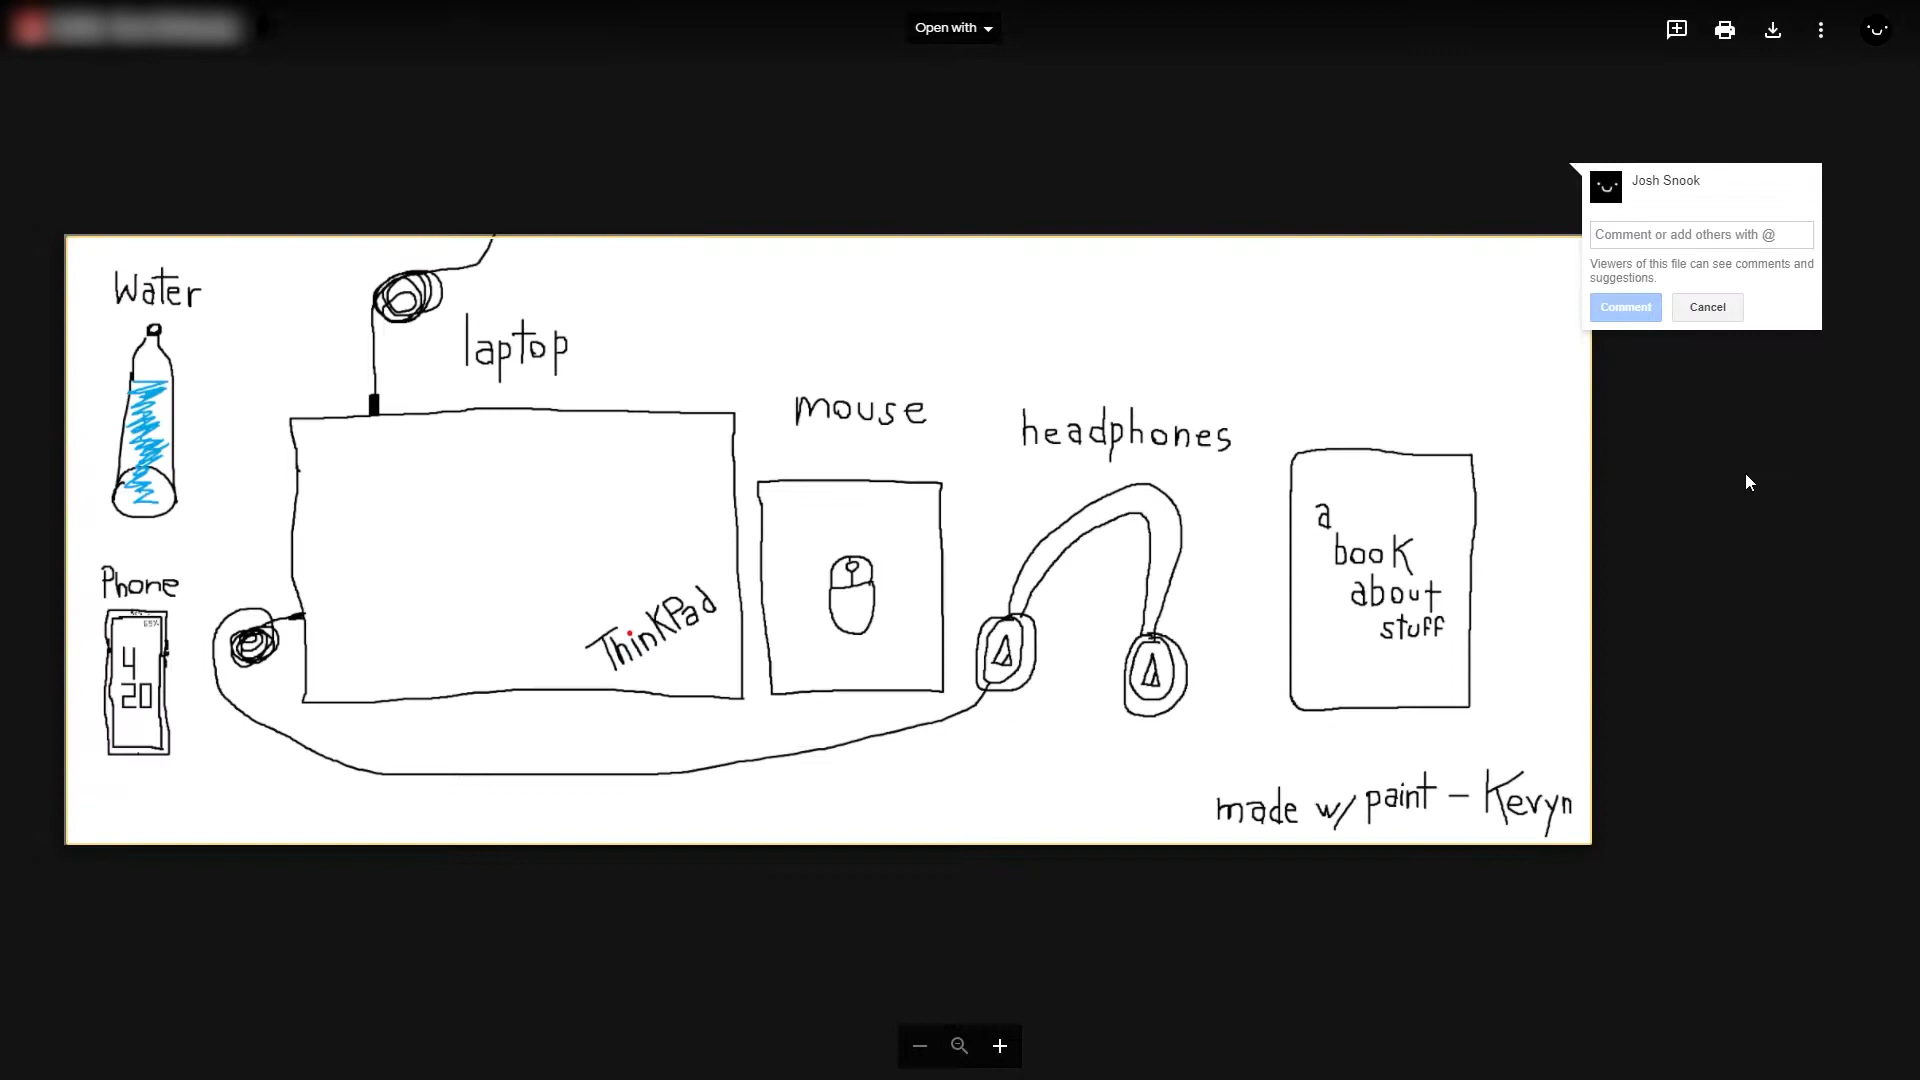 Open with
Josh Snook
Comment or add others with @
Viewers of this file can see comments and
suggestions.
Comment
Cancel
Water
laptop
mouse
headphones
a
book
about
stuff
Phone
4
20
ThinkPad
made w/ paint - Kevyn